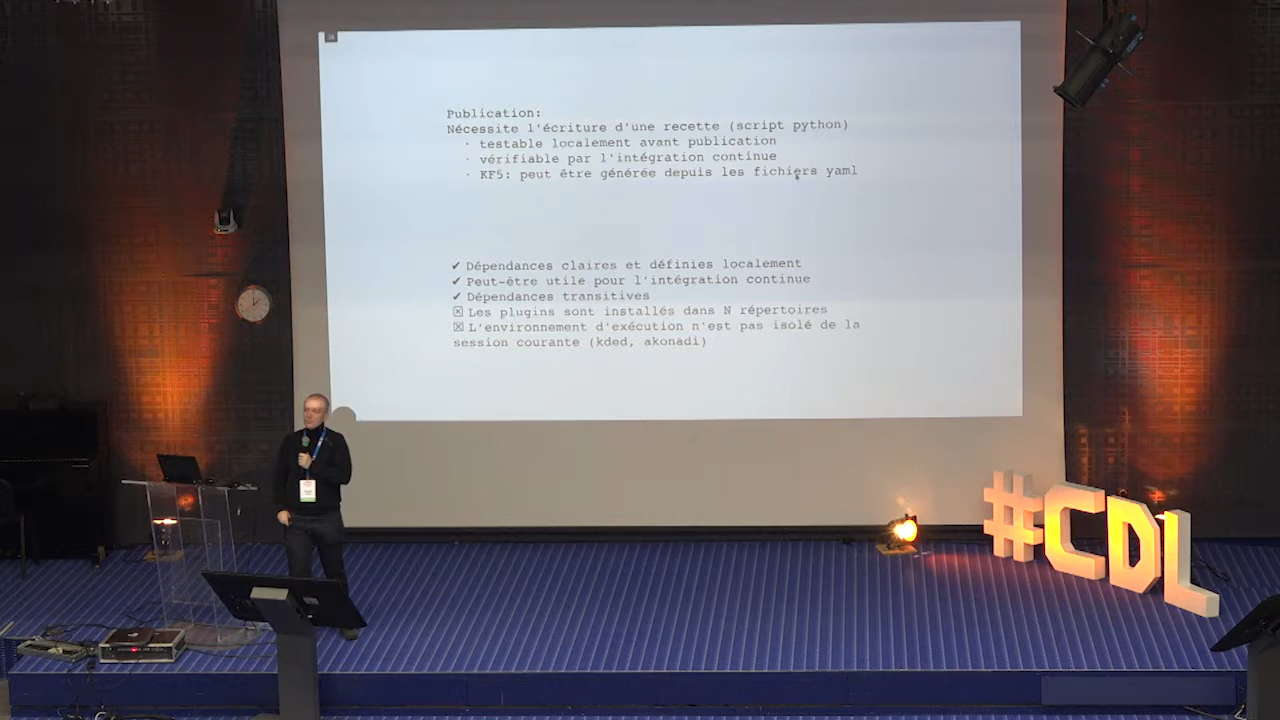 28
Publication:
Nécessite l'écriture d'une recette (script python)
· testable localement avant publication
· vérifiable par l'intégration continue
· KF5: peut être générée depuis les fichiers yaml
✔ Dépendances claires et définies localement
✔ Peut-être utile pour l'intégration continue
✔ Dépendances transitives
☒ Les plugins sont installés dans N répertoires
☒ L'environnement d'exécution n'est pas isolé de la
session courante (kded, akonadi)
#CDL